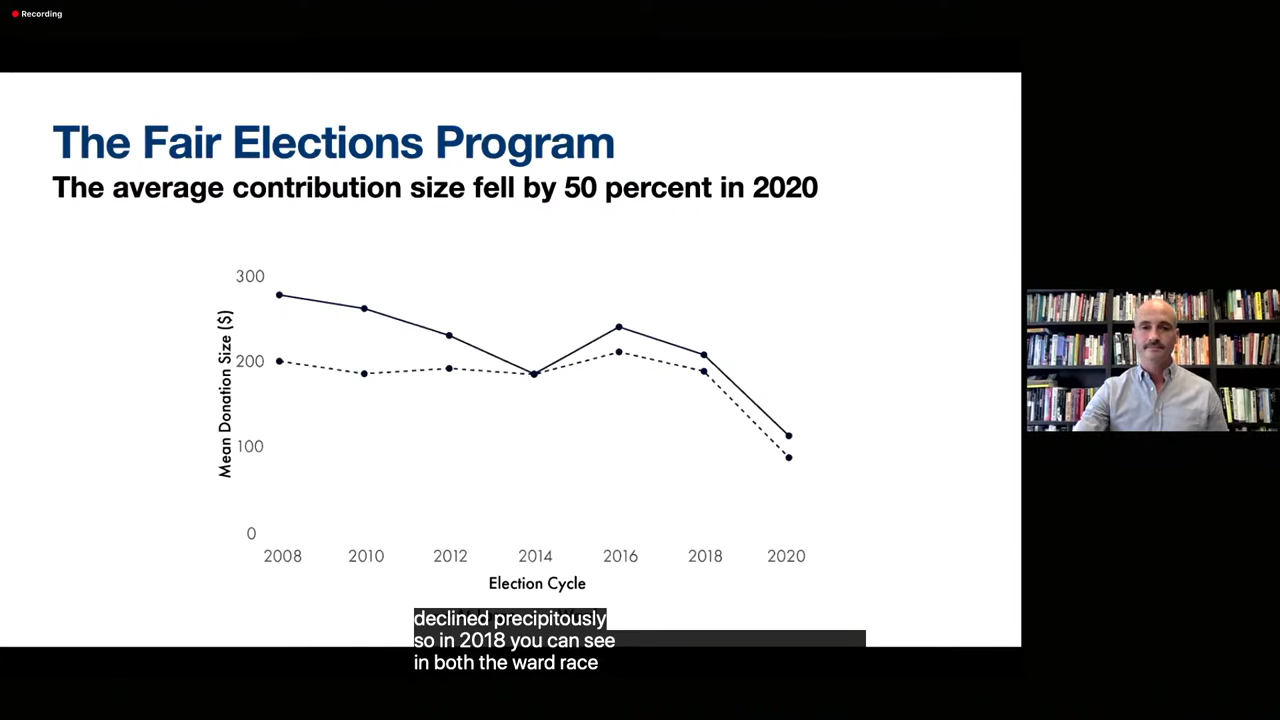 Recording
The Fair Elections Program
The average contribution size fell by 50 percent in 2020
300
200
100
0
Mean Donation Size ($)
2008 2010 2012 2014 2016 2018 2020
Election Cycle
declined precipitously
so in 2018 you can see
in both the ward race